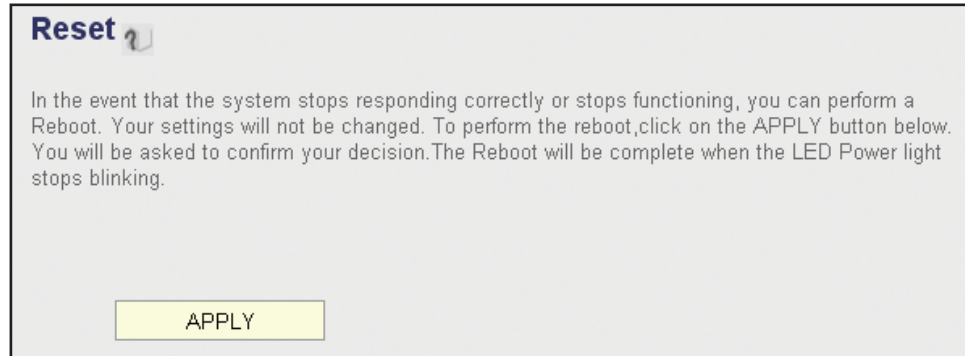 Reset
In the event that the system stops responding correctly or stops functioning, you can perform a
Reboot. Your settings will not be changed. To perform the reboot,click on the APPLY button below.
You will be asked to confirm your decision.The Reboot will be complete when the LED Power light
stops blinking.
APPLY